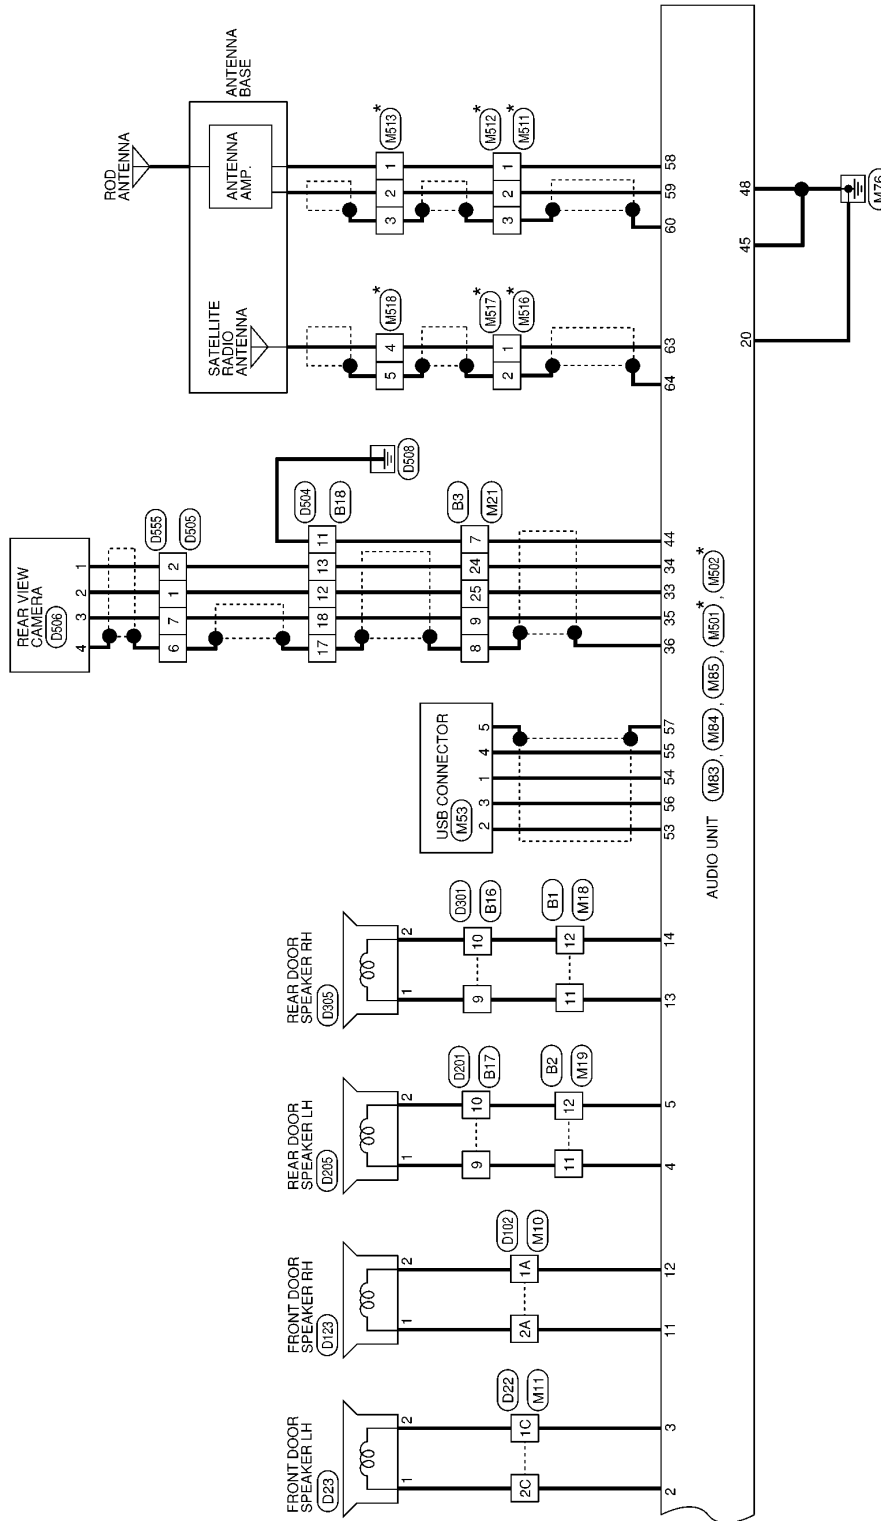 ROD
ANTENNA
ANTENNA
BASE
ANTENNA
AMP.
SATELLITE
RADIO
ANTENNA
1 2 3
* M513
1 2 3
* M512
* M511
58 59 60
4 5
* M518
1 2
* M517
* M516
63 64
48 45 20
M76
REAR VIEW
CAMERA
D506
4 3 2 1
6 7 1 2
D555
D505
17 18 12 13 11
D504
B18
D508
8 9 25 24 7
B3
M21
36 35 33 34 44
USB CONNECTOR
M53
2 3 1 4 5
53 56 54 55 57
AUDIO UNIT M83 , M84 , M85 , M501 * , M502 *
REAR DOOR
SPEAKER RH
D305
1 2
9 10
D301
B16
11 12
B1
M18
13 14
REAR DOOR
SPEAKER LH
D205
1 2
9 10
D201
B17
11 12
B2
M19
4 5
FRONT DOOR
SPEAKER RH
D123
1 2
2A 1A
D102
M10
11 12
FRONT DOOR
SPEAKER LH
D23
1 2
2C 1C
D22
M11
2 3